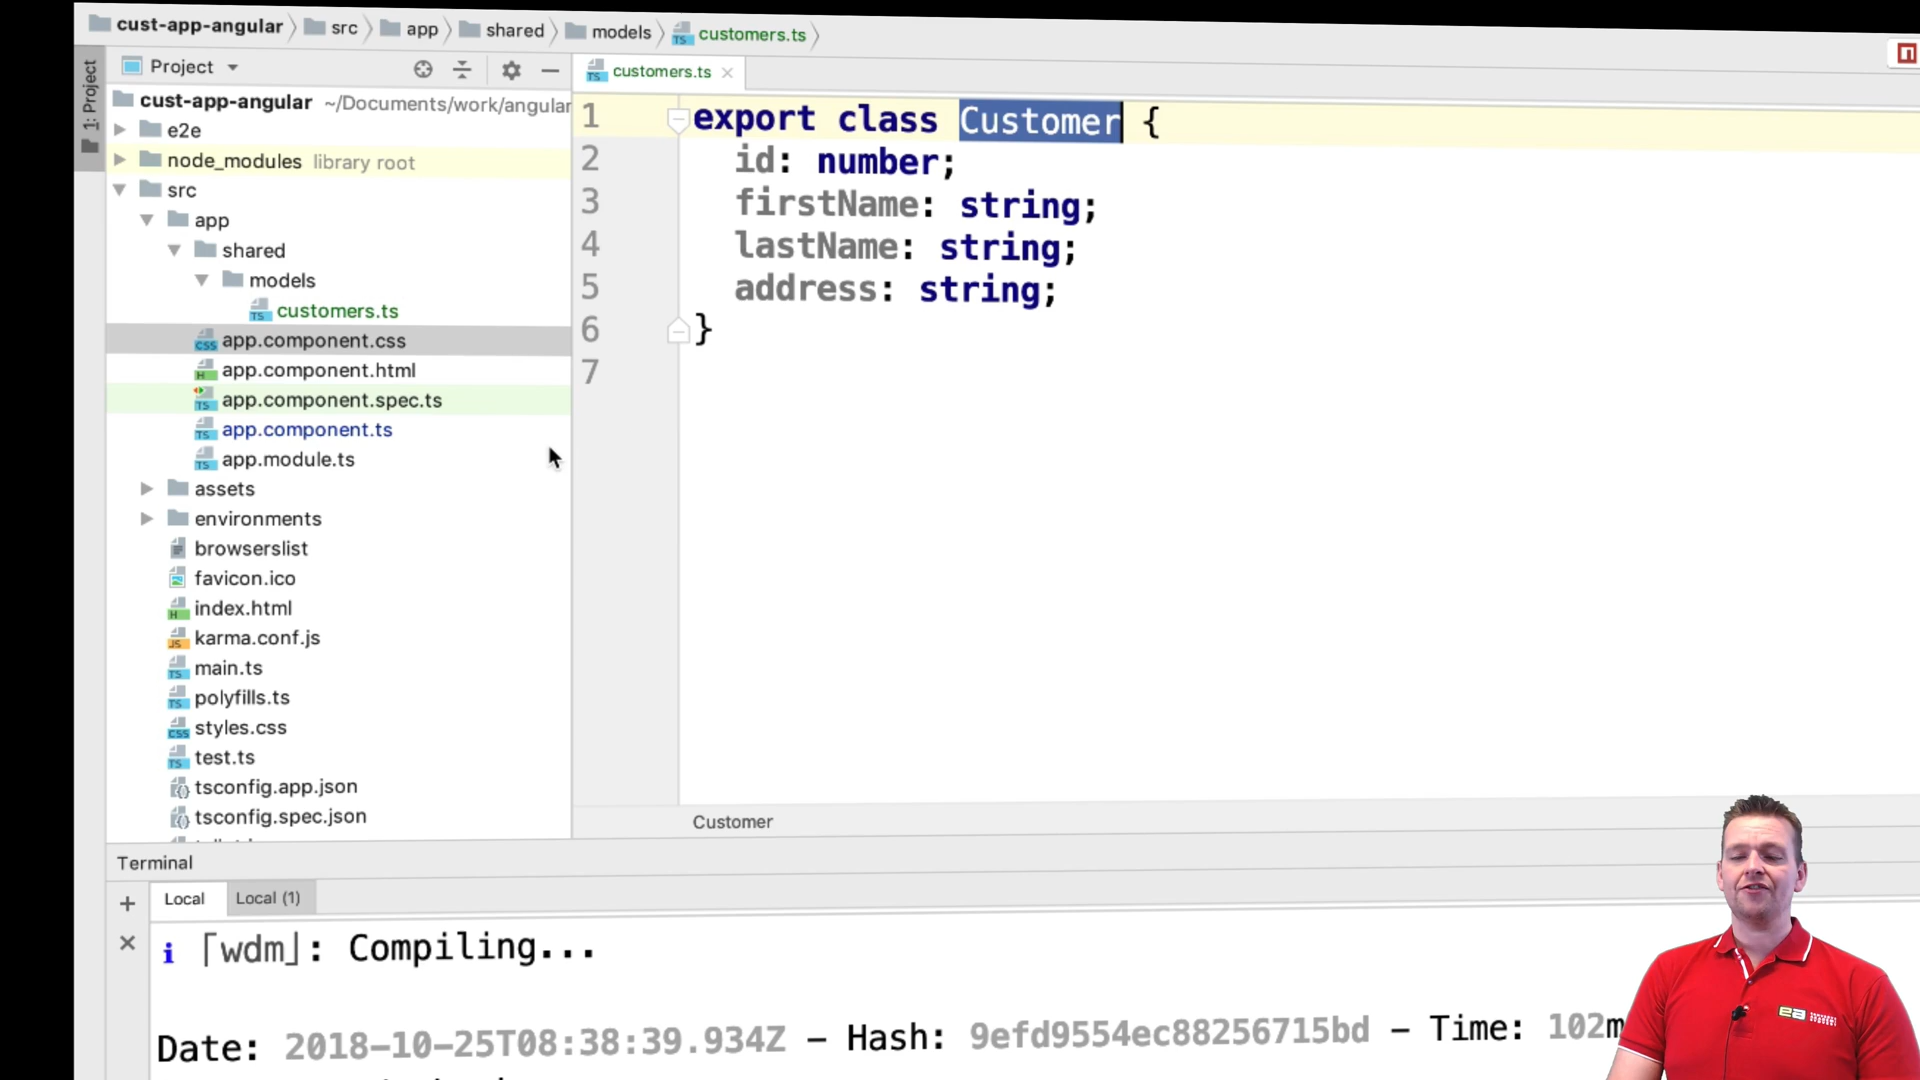 cust-app-angular src app shared models customers.ts
1: Project
Project
customers.ts
cust-app-angular ~/Documents/work/angular
e2e
node_modules library root
src
app
shared
models
customers.ts
app.component.css
app.component.html
app.component.spec.ts
app.component.ts
app.module.ts
assets
environments
browserslist
favicon.ico
index.html
karma.conf.js
main.ts
polyfills.ts
styles.css
test.ts
tsconfig.app.json
tsconfig.spec.json
1 export class Customer {
2 id: number;
3 firstName: string;
4 lastName: string;
5 address: string;
6 }
7
Customer
Terminal
Local Local (1)
i ｢wdm｣: Compiling...
Date: 2018-10-25T08:38:39.934Z - Hash: 9efd9554ec88256715bd - Time: 102m
ea